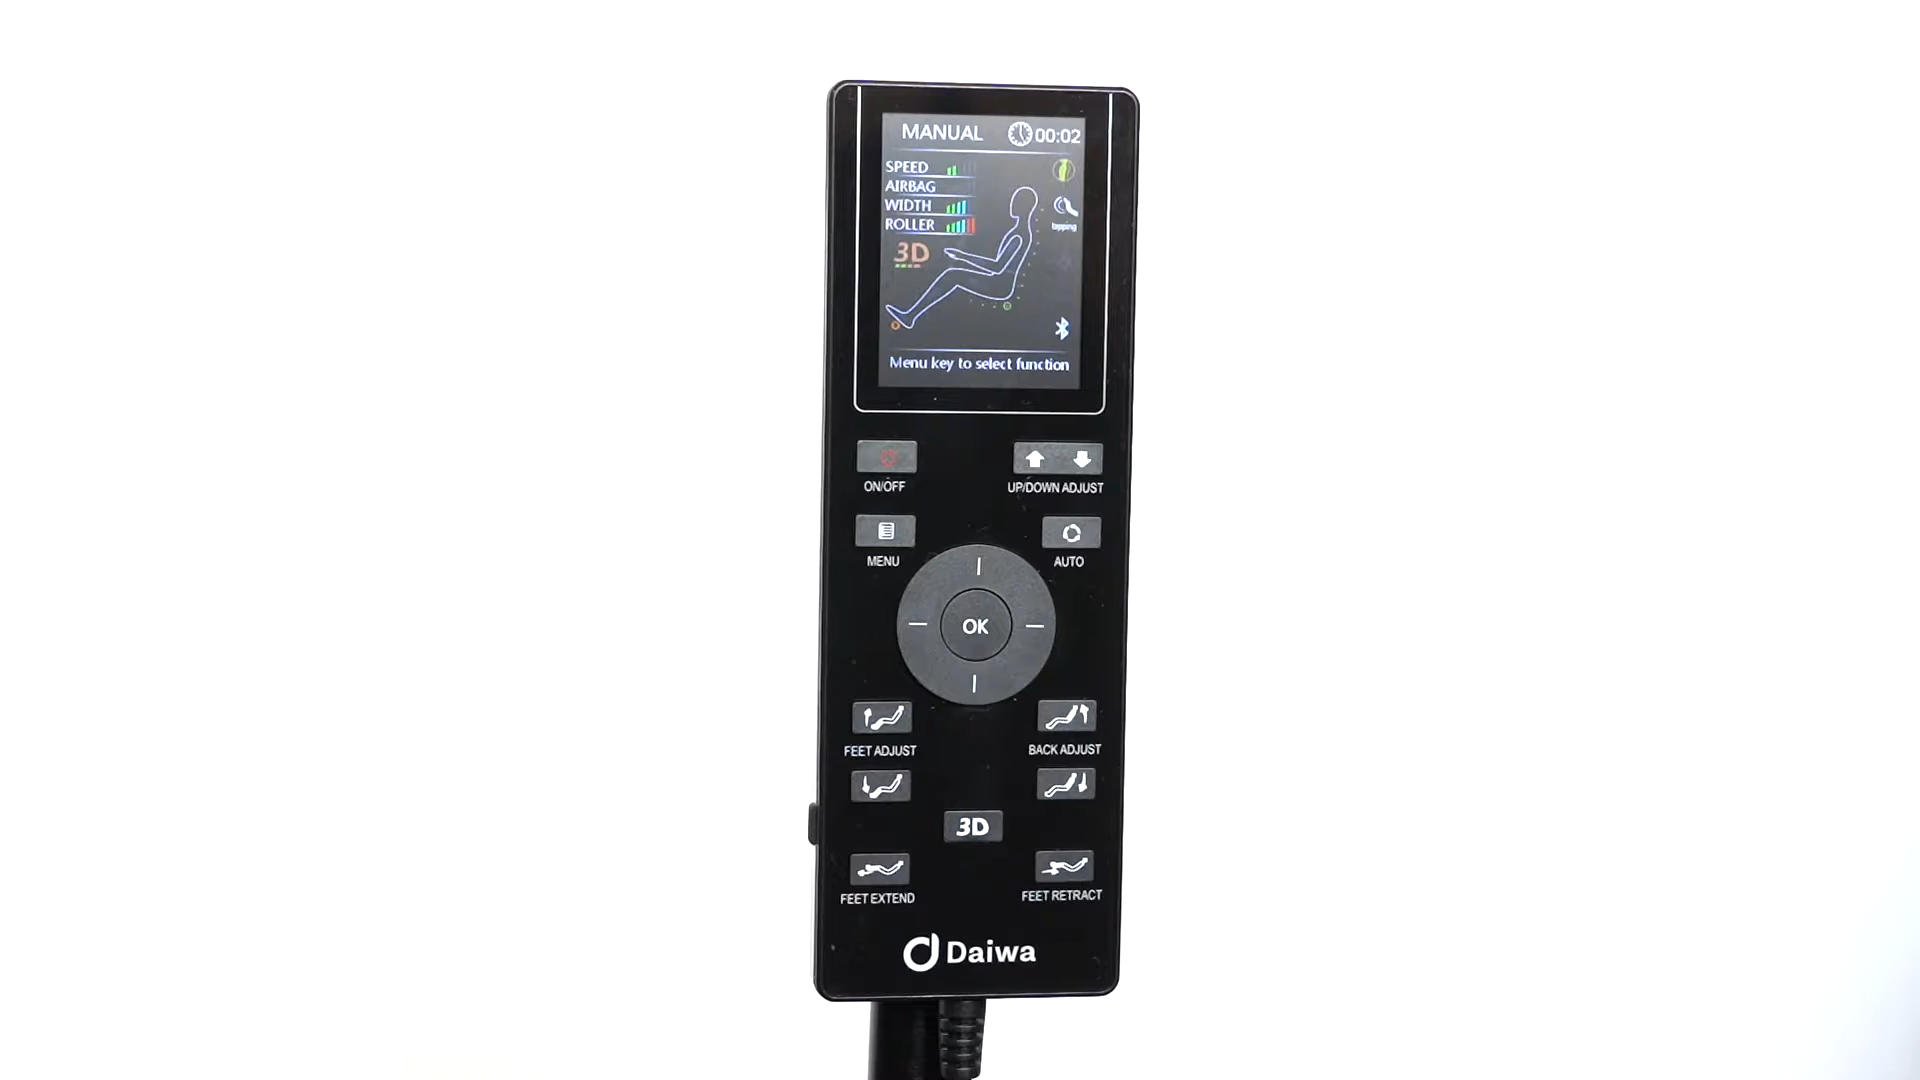 MANUAL 00:02
SPEED
AIRBAG
WIDTH
ROLLER
3D
tapping
Menu key to select function
ON/OFF
UP/DOWN ADJUST
MENU
AUTO
OK
FEET ADJUST
BACK ADJUST
3D
FEET EXTEND
FEET RETRACT
Daiwa